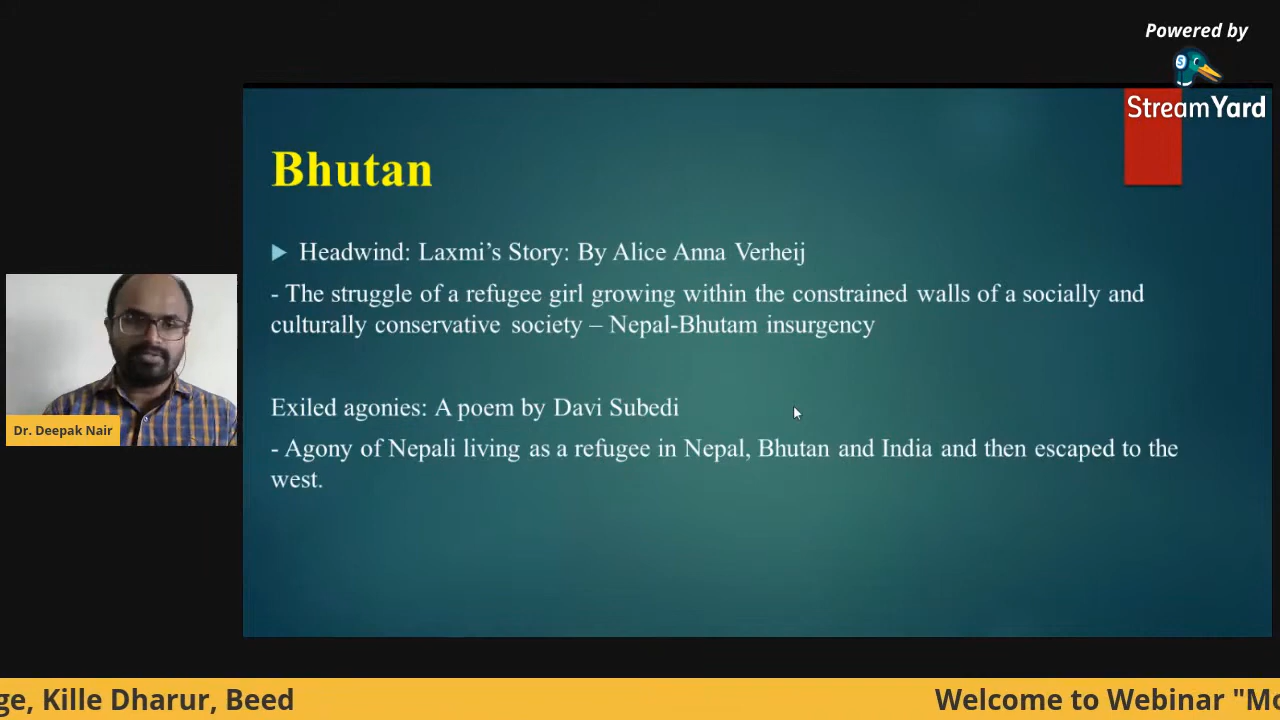 Powered by
StreamYard
Bhutan
Headwind: Laxmi's Story: By Alice Anna Verheij
- The struggle of a refugee girl growing within the constrained walls of a socially and
culturally conservative society – Nepal-Bhutam insurgency
Exiled agonies: A poem by Davi Subedi
- Agony of Nepali living as a refugee in Nepal, Bhutan and India and then escaped to the
west.
Dr. Deepak Nair
ge, Kille Dharur, Beed
Welcome to Webinar "Mo